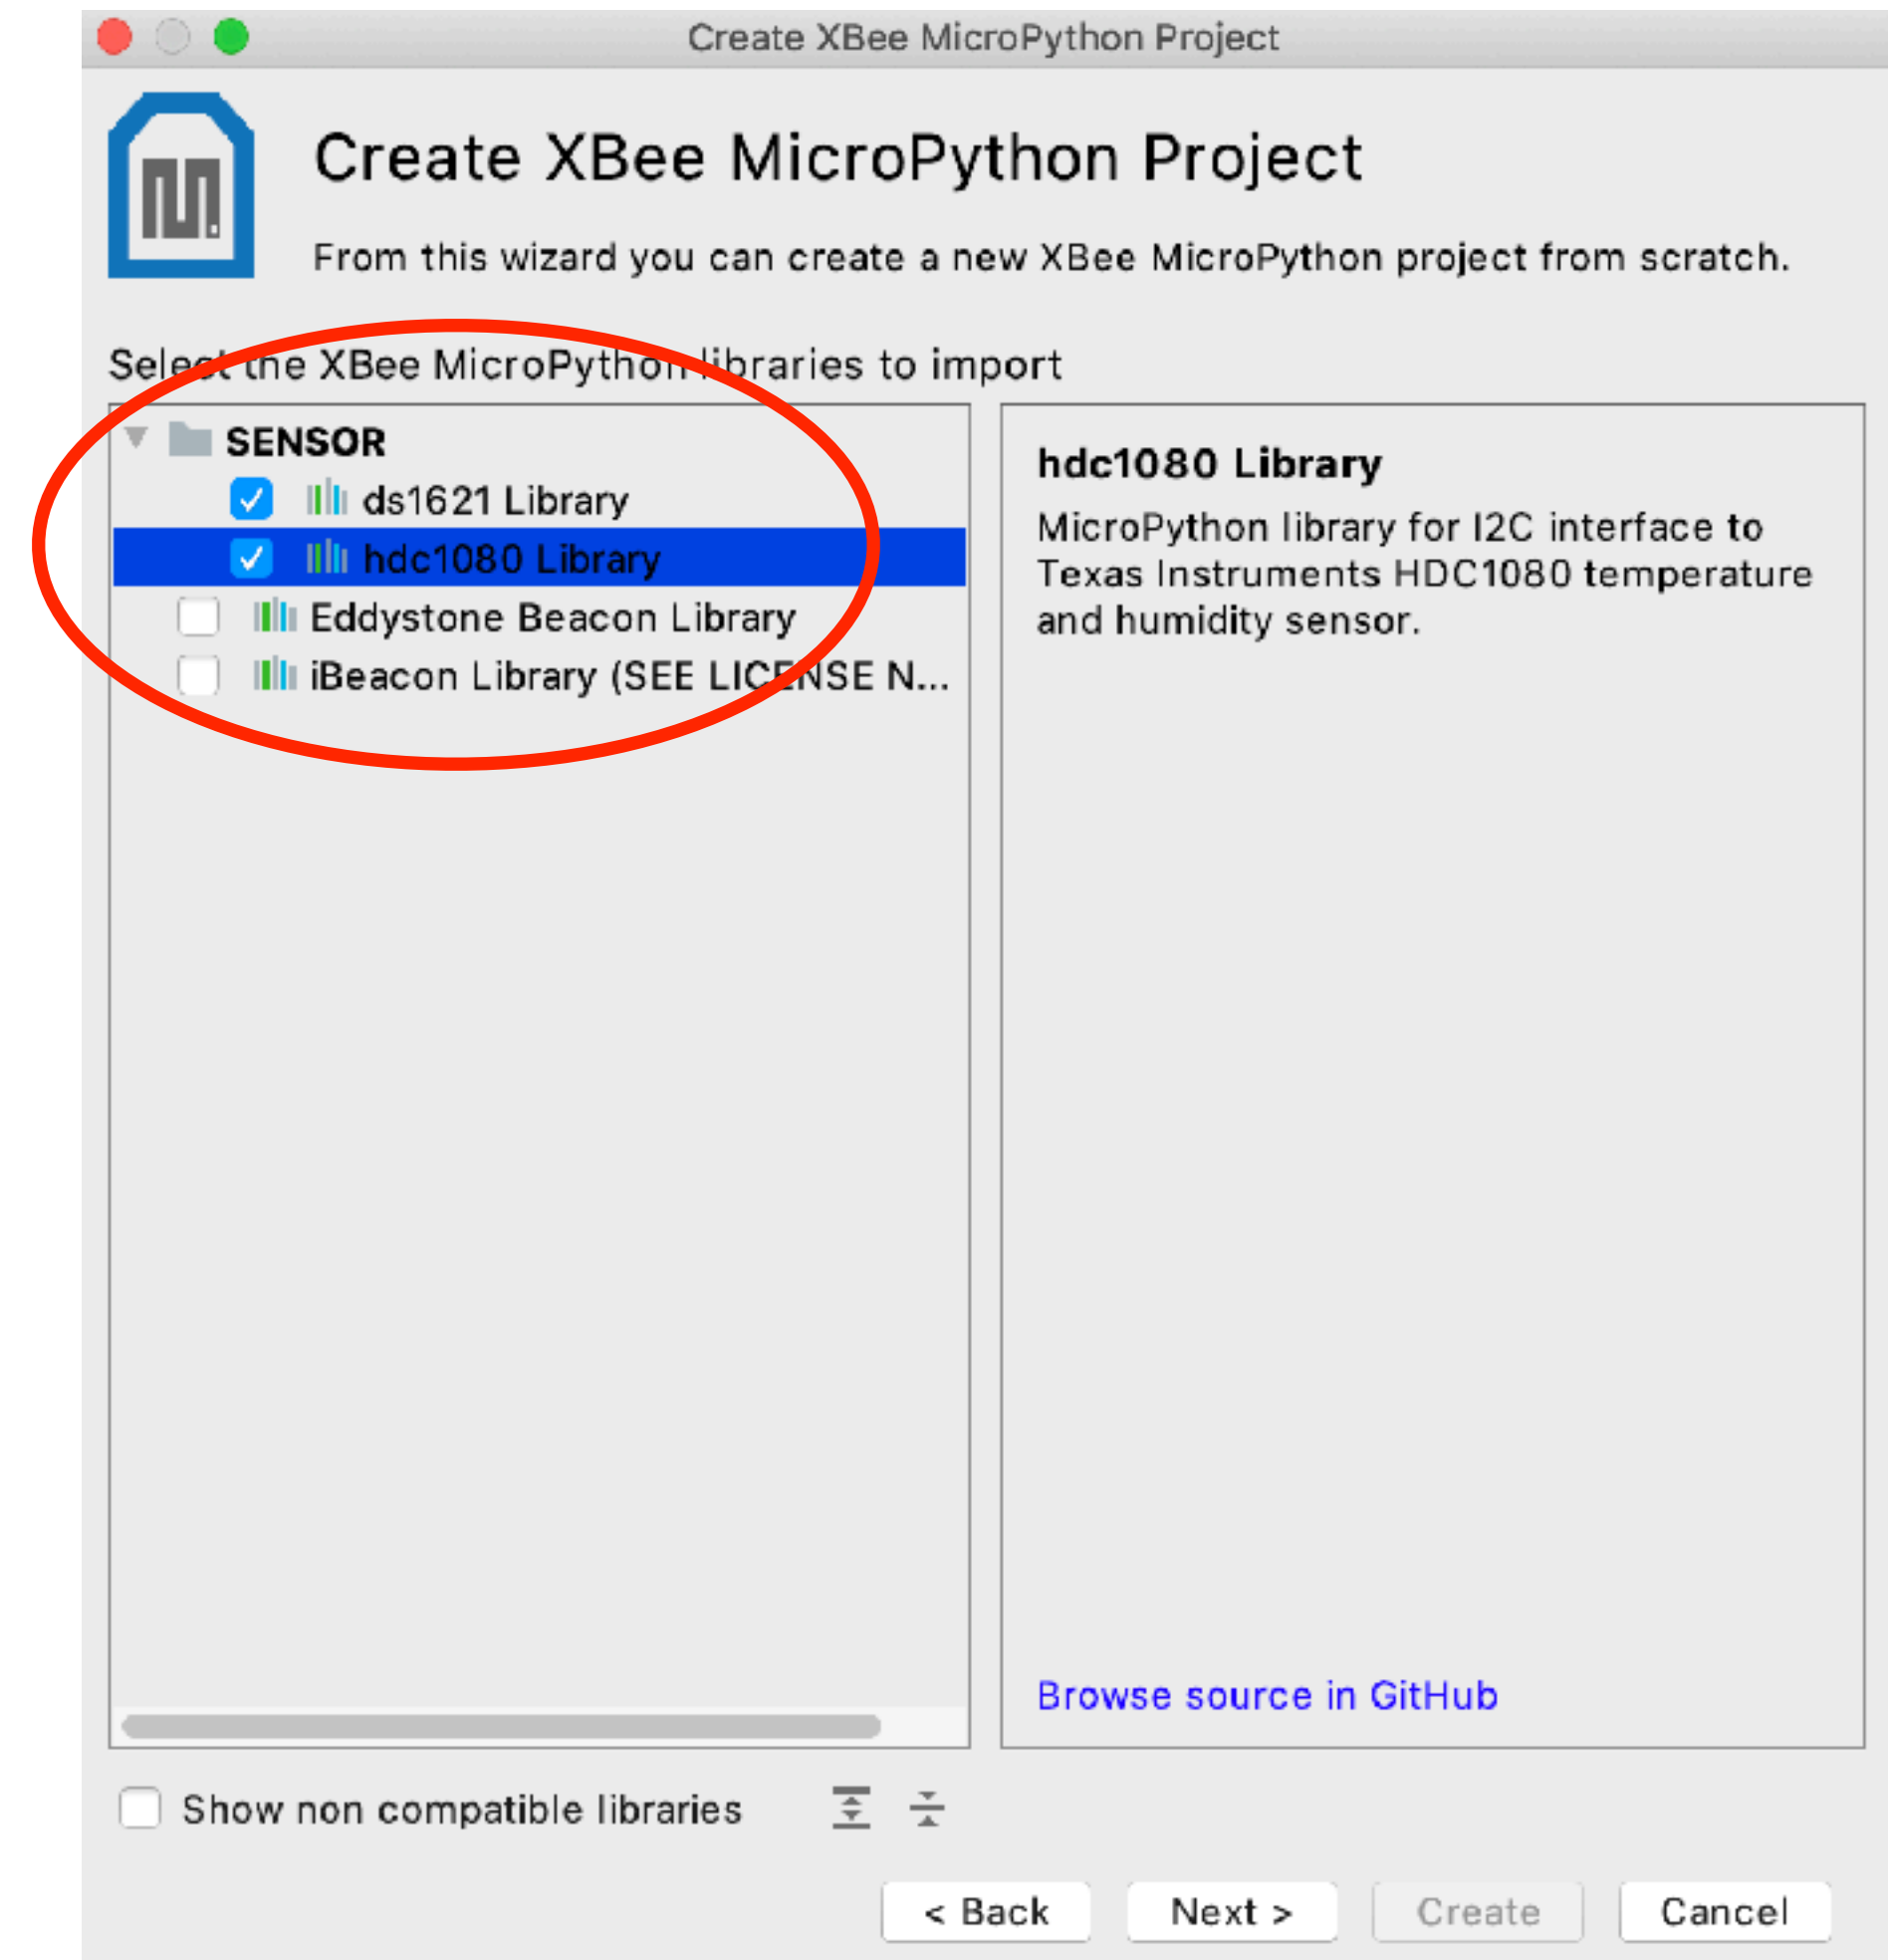 Create XBee MicroPython Project
Create XBee MicroPython Project
From this wizard you can create a new XBee MicroPython project from scratch.
Select the XBee MicroPython libraries to import
SENSOR
ds1621 Library
hdc1080 Library
Eddystone Beacon Library
iBeacon Library (SEE LICENSE N...
hdc1080 Library
MicroPython library for I2C interface to
Texas Instruments HDC1080 temperature
and humidity sensor.
Browse source in GitHub
Show non compatible libraries
< Back Next > Create Cancel